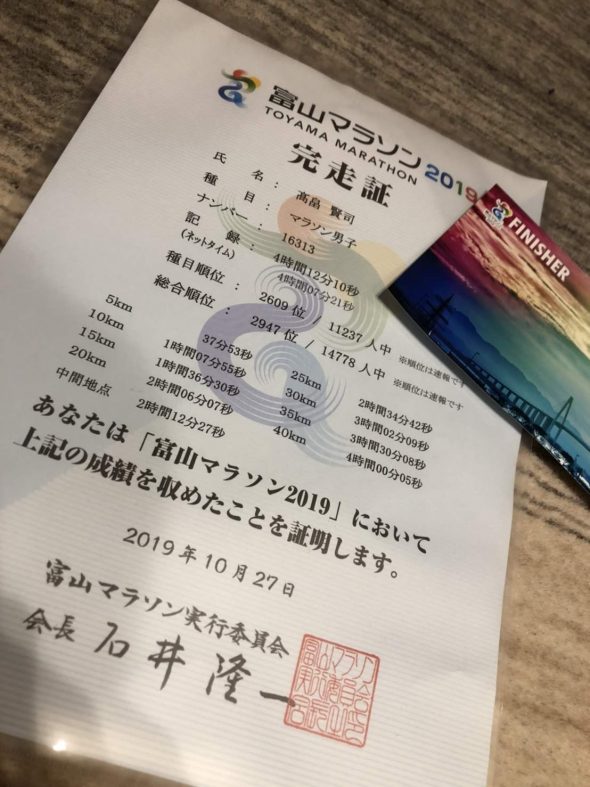 富山マラソン2019
TOYAMA MARATHON
完走証
氏名： 高畠 賢司
種目： マラソン男子
ナンバー： 16313
記録： 4時間12分10秒
(ネットタイム) 4時間07分21秒
種目順位： 2609 位 / 11237 人中 ※順位は速報です
総合順位： 2947 位 / 14778 人中 ※順位は速報です
5km 37分53秒 25km 2時間34分42秒
10km 1時間07分55秒 30km 3時間02分09秒
15km 1時間36分30秒 35km 3時間30分08秒
20km 2時間06分07秒 40km 4時間00分05秒
中間地点 2時間12分27秒
あなたは「富山マラソン2019」において
上記の成績を収めたことを証明します。
2019年10月27日
富山マラソン実行委員会
会長 石井隆一
FINISHER